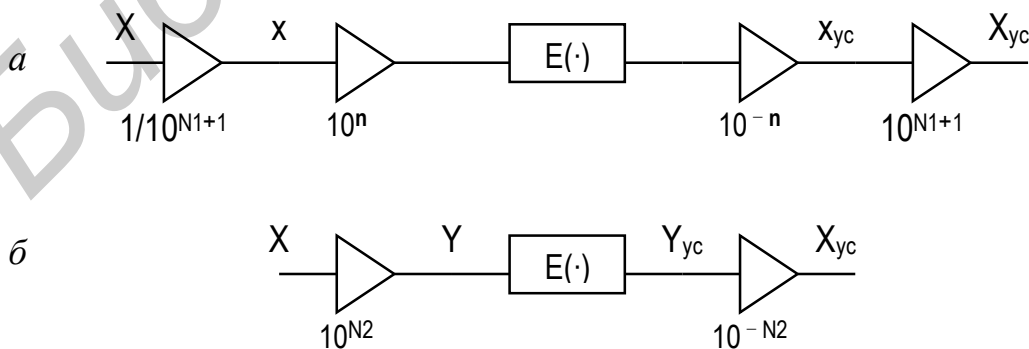 X x x_ус X_ус
а E(·)
1/10^N1+1 10^n 10^− n 10^N1+1
б X Y Y_ус X_ус
E(·)
10^N2 10^− N2